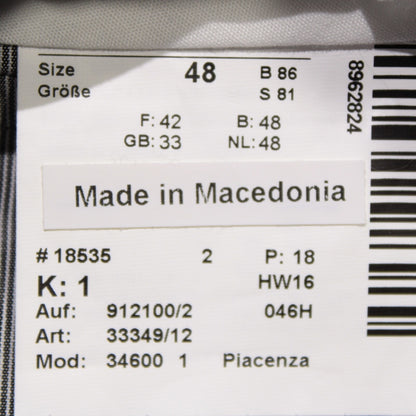 Size 48 B 86
Größe S 81
F: 42 B: 48
GB: 33 NL: 48
Made in Macedonia
# 18535 2 P: 18
K: 1 HW16
Auf: 912100/2 046H
Art: 33349/12
Mod: 34600 1 Piacenza
8962824